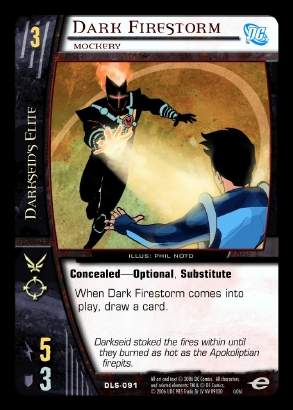 3
DARK FIRESTORM
DC
MOCKERY
DARKSEID'S ELITE
ILLUS: PHIL NOTO
Concealed—Optional, Substitute
When Dark Firestorm comes into
play, draw a card.
Darkseid stoked the fires within until
they burned as hot as the Apokoliptian
firepits.
5
3
DLS-091